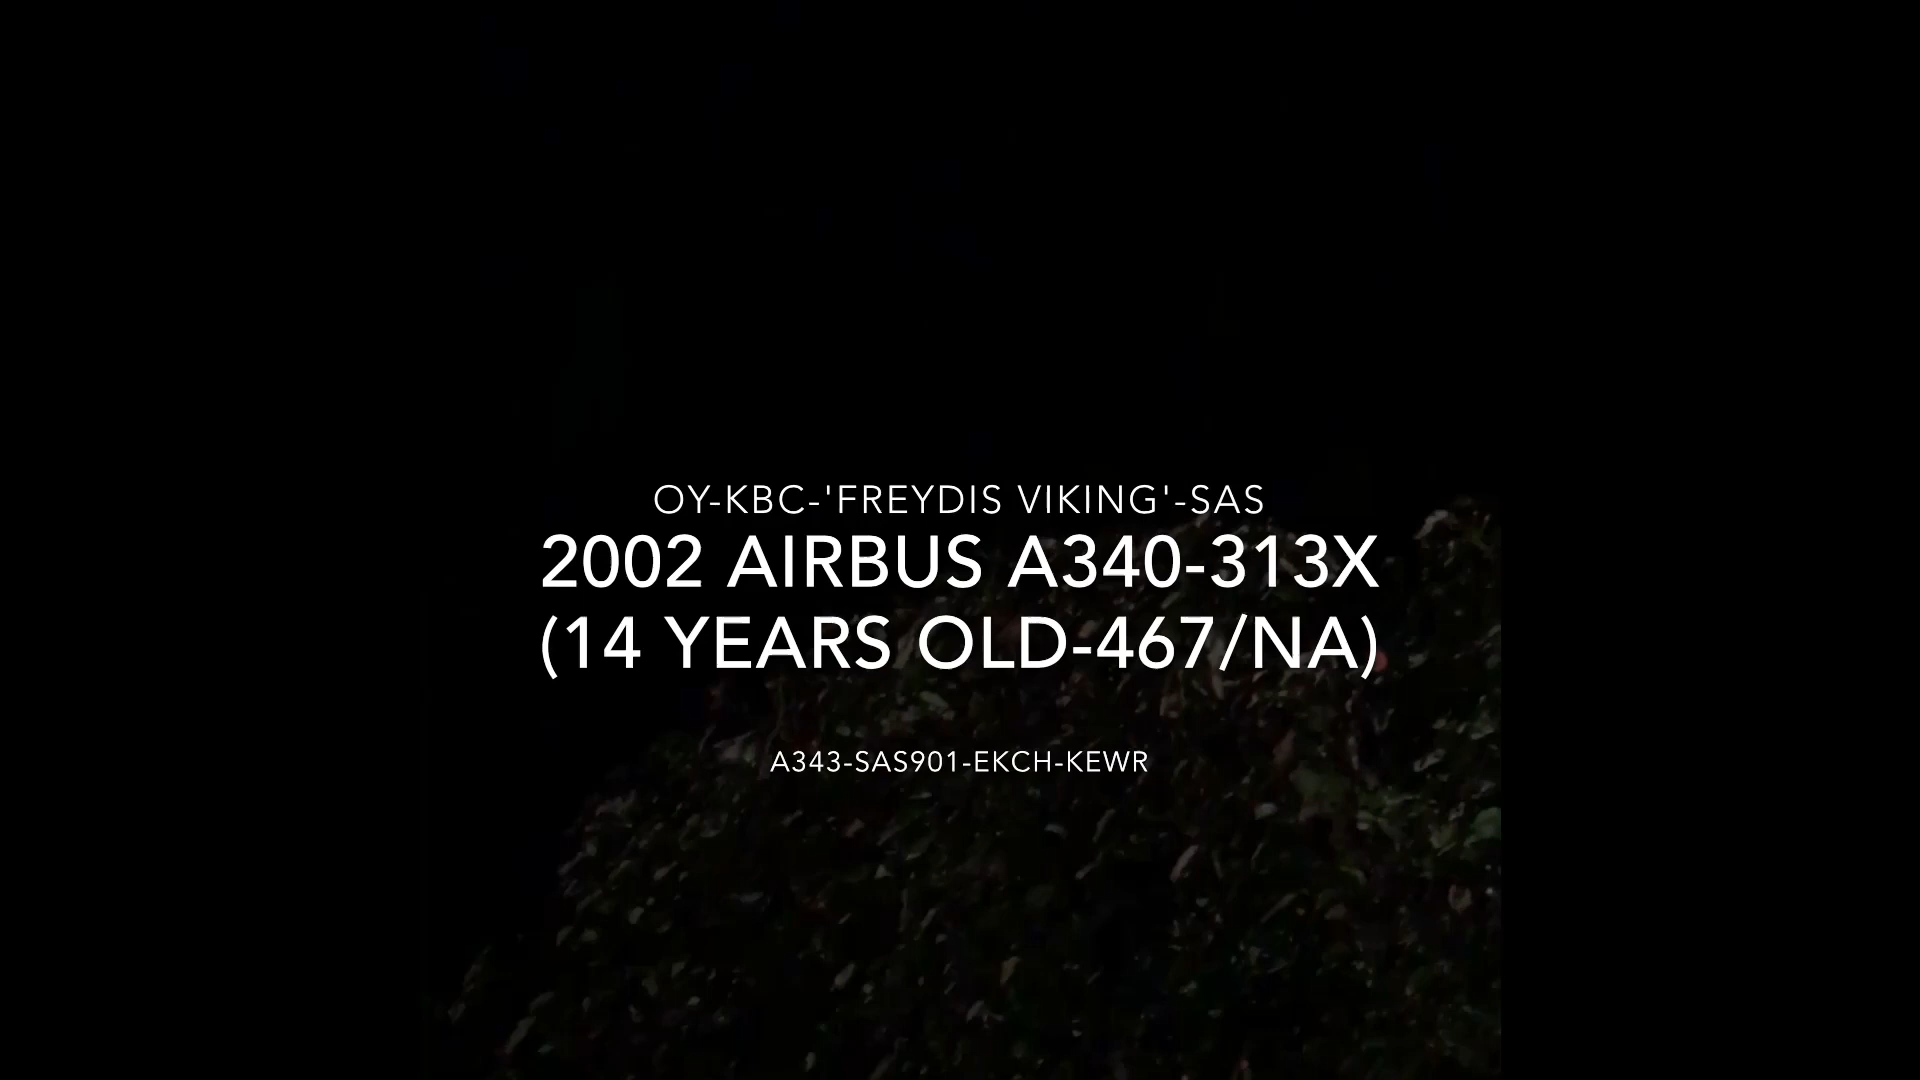 OY-KBC-'FREYDIS VIKING'-SAS
2002 AIRBUS A340-313X
(14 YEARS OLD-467/NA)
A343-SAS901-EKCH-KEWR